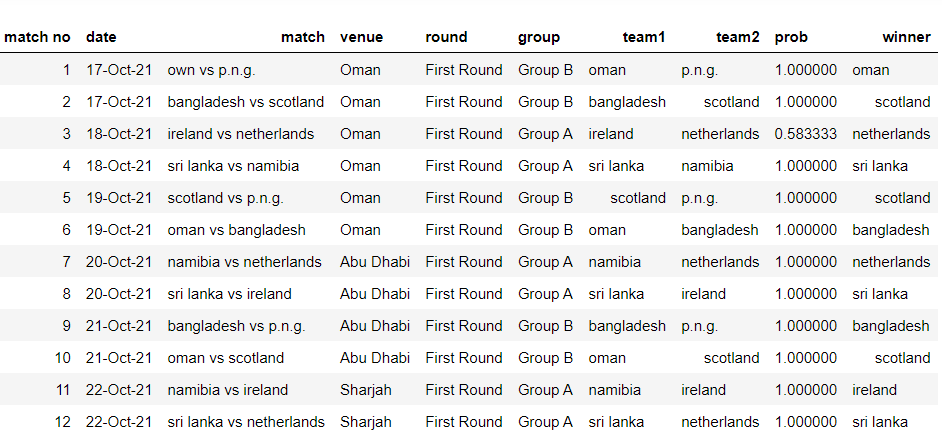 match no date match venue round group team1 team2 prob winner
1 17-Oct-21 own vs p.n.g. Oman First Round Group B oman p.n.g. 1.000000 oman
2 17-Oct-21 bangladesh vs scotland Oman First Round Group B bangladesh scotland 1.000000 scotland
3 18-Oct-21 ireland vs netherlands Oman First Round Group A ireland netherlands 0.583333 netherlands
4 18-Oct-21 sri lanka vs namibia Oman First Round Group A sri lanka namibia 1.000000 sri lanka
5 19-Oct-21 scotland vs p.n.g. Oman First Round Group B scotland p.n.g. 1.000000 scotland
6 19-Oct-21 oman vs bangladesh Oman First Round Group B oman bangladesh 1.000000 bangladesh
7 20-Oct-21 namibia vs netherlands Abu Dhabi First Round Group A namibia netherlands 1.000000 netherlands
8 20-Oct-21 sri lanka vs ireland Abu Dhabi First Round Group A sri lanka ireland 1.000000 sri lanka
9 21-Oct-21 bangladesh vs p.n.g. Abu Dhabi First Round Group B bangladesh p.n.g. 1.000000 bangladesh
10 21-Oct-21 oman vs scotland Abu Dhabi First Round Group B oman scotland 1.000000 scotland
11 22-Oct-21 namibia vs ireland Sharjah First Round Group A namibia ireland 1.000000 ireland
12 22-Oct-21 sri lanka vs netherlands Sharjah First Round Group A sri lanka netherlands 1.000000 sri lanka